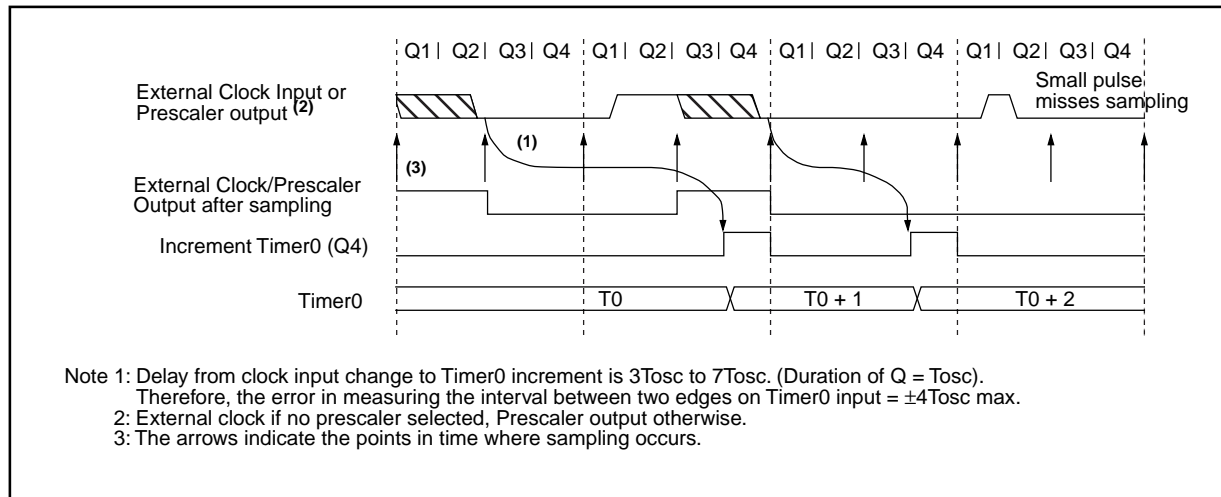 Q1| Q2| Q3| Q4 Q1| Q2| Q3| Q4 Q1| Q2| Q3| Q4 Q1| Q2| Q3| Q4
External Clock Input or
Prescaler output (2)
Small pulse
misses sampling
(1)
(3)
External Clock/Prescaler
Output after sampling
Increment Timer0 (Q4)
Timer0 T0 T0 + 1 T0 + 2
Note 1: Delay from clock input change to Timer0 increment is 3Tosc to 7Tosc. (Duration of Q = Tosc).
Therefore, the error in measuring the interval between two edges on Timer0 input = ±4Tosc max.
2: External clock if no prescaler selected, Prescaler output otherwise.
3: The arrows indicate the points in time where sampling occurs.